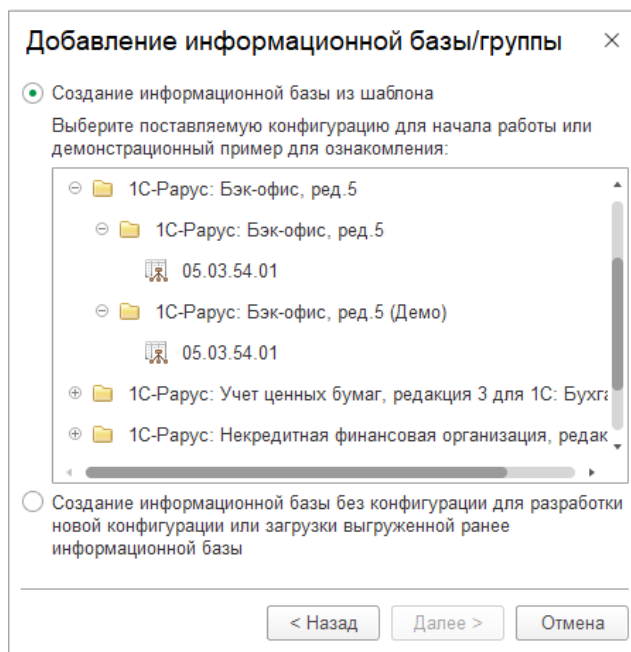 Добавление информационной базы/группы
Создание информационной базы из шаблона
Выберите поставляемую конфигурацию для начала работы или
демонстрационный пример для ознакомления:
1С-Рарус: Бэк-офис, ред.5
1С-Рарус: Бэк-офис, ред.5
05.03.54.01
1С-Рарус: Бэк-офис, ред.5 (Демо)
05.03.54.01
1С-Рарус: Учет ценных бумаг, редакция 3 для 1С: Бухга
1С-Рарус: Некредитная финансовая организация, редак
Создание информационной базы без конфигурации для разработки
новой конфигурации или загрузки выгруженной ранее
информационной базы
< Назад
Далее >
Отмена